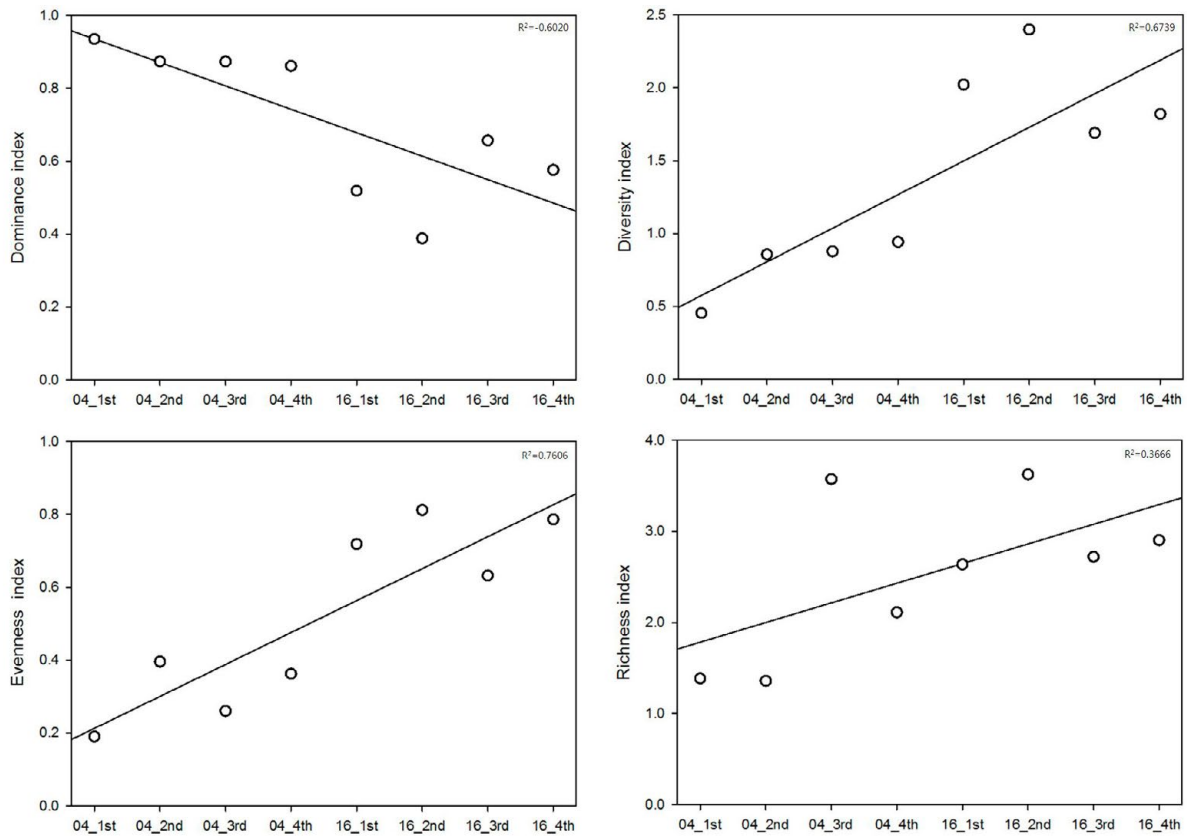 R²=-0.6020
Dominance index
1.0
0.8
0.6
0.4
0.2
0.0
04_1st 04_2nd 04_3rd 04_4th 16_1st 16_2nd 16_3rd 16_4th
R²=0.6739
Diversity index
2.5
2.0
1.5
1.0
0.5
0.0
04_1st 04_2nd 04_3rd 04_4th 16_1st 16_2nd 16_3rd 16_4th
R²=0.7606
Evenness index
1.0
0.8
0.6
0.4
0.2
0.0
04_1st 04_2nd 04_3rd 04_4th 16_1st 16_2nd 16_3rd 16_4th
R²=0.3666
Richness index
4.0
3.0
2.0
1.0
0.0
04_1st 04_2nd 04_3rd 04_4th 16_1st 16_2nd 16_3rd 16_4th